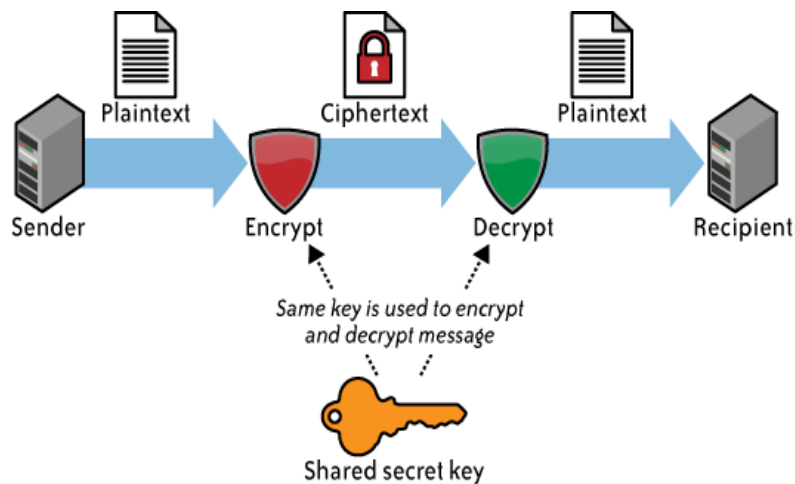 Plaintext
Ciphertext
Plaintext
Sender
Encrypt
Decrypt
Recipient
Same key is used to encrypt
and decrypt message
Shared secret key